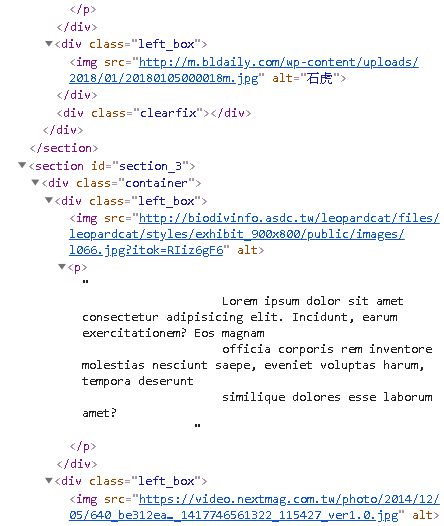 </p>
</div>
▼<div class="left_box">
<img src="http://m.bldaily.com/wp-content/uploads/
2018/01/20180105000018m.jpg" alt="石虎">
</div>
<div class="clearfix"></div>
</div>
</section>
▼<section id="section_3">
▼<div class="container">
▼<div class="left_box">
<img src="http://biodivinfo.asdc.tw/leopardcat/files/
leopardcat/styles/exhibit_900x800/public/images/
l066.jpg?itok=RIiz6gF6" alt>
▼<p>
"
Lorem ipsum dolor sit amet
consectetur adipisicing elit. Incidunt, earum
exercitationem? Eos magnam
officia corporis rem inventore
molestias nesciunt saepe, eveniet voluptas harum,
tempora deserunt
similique dolores esse laborum
amet?
"
</p>
</div>
▼<div class="left_box">
<img src="https://video.nextmag.com.tw/photo/2014/12/
05/640_be312ea…_1417746561322_115427_ver1.0.jpg" alt>